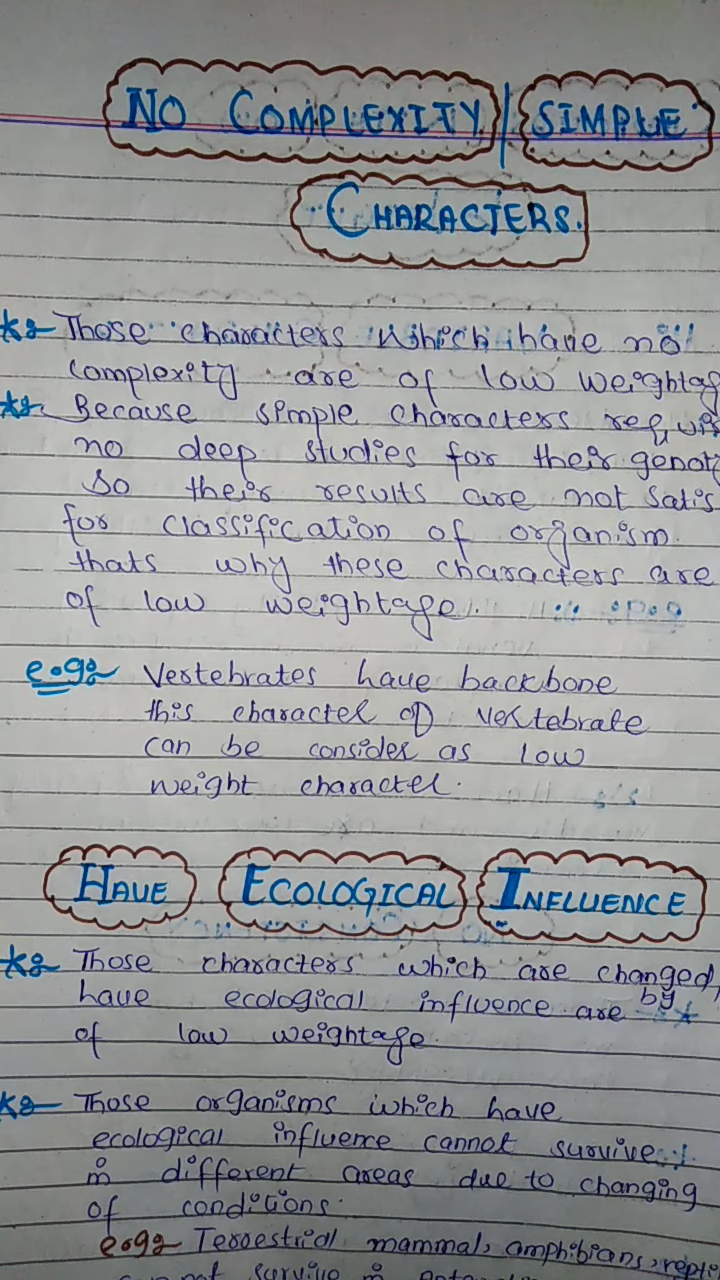 NO COMPLEXITY / SIMPLE
CHARACTERS.
Those characters which have no
complexity are of low weightag
Because simple characters requi
no deep studies for their genot
so their results are not satis
for classification of organism.
thats why these characters are
of low weightage.
e.g:- Vertebrates have backbone
this character of vertebrate
can be consider as low
weight character.
HAVE ECOLOGICAL INFLUENCE
Those characters which are changed,
have ecological influence are by
of low weightage.
Those organisms which have
ecological influence cannot survive
in different areas due to changing
of conditions.
e.g:- Terrestrial mammals, amphibians, repti
not survive in